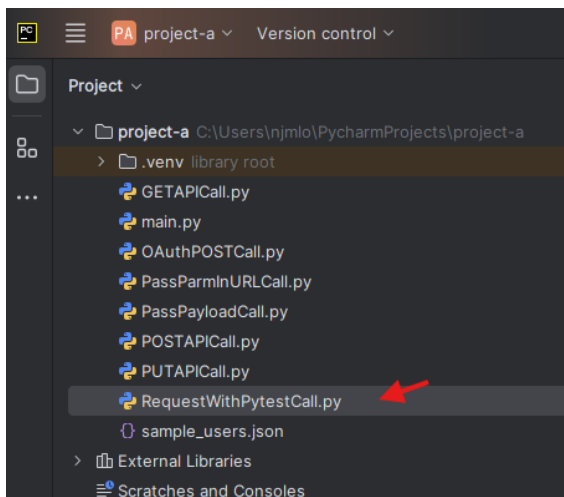 PC
PA project-a Version control
Project
project-a C:\Users\njmlo\PycharmProjects\project-a
.venv library root
GETAPICall.py
main.py
OAuthPOSTCall.py
PassParmInURLCall.py
PassPayloadCall.py
POSTAPICall.py
PUTAPICall.py
RequestWithPytestCall.py
{} sample_users.json
External Libraries
Scratches and Consoles